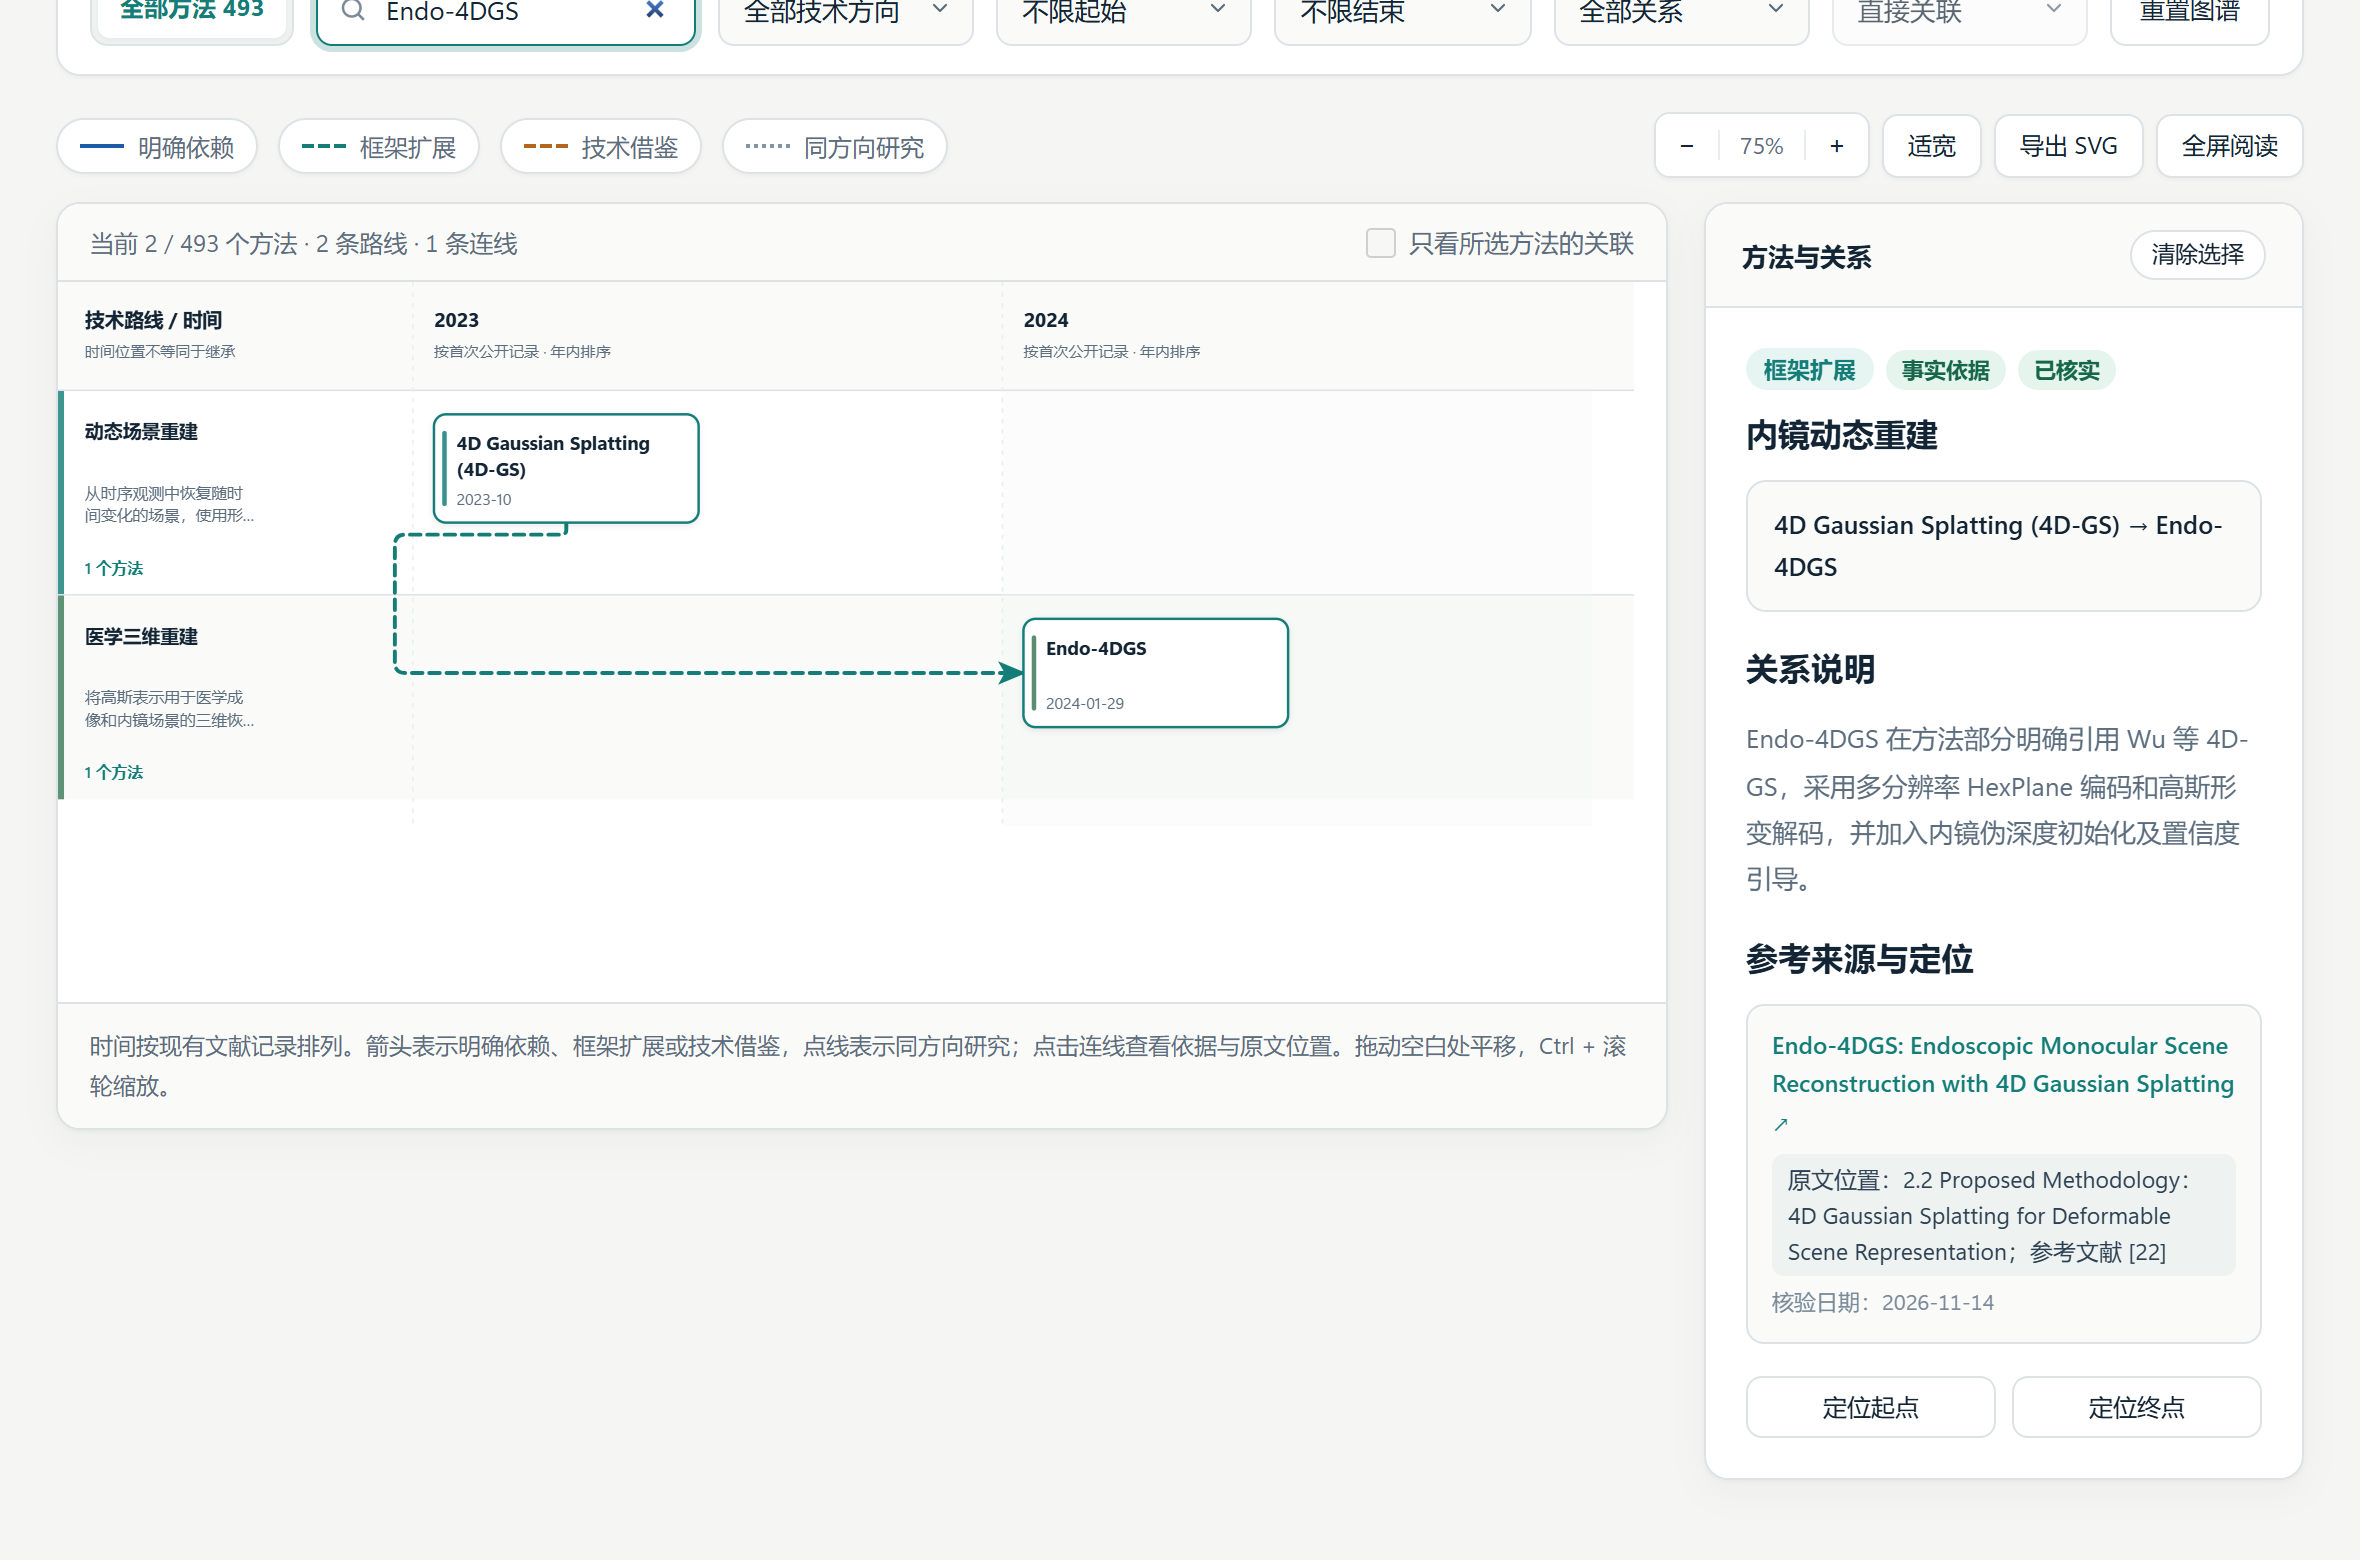 全部方法 493
Endo-4DGS
全部技术方向
不限起始
不限结束
全部关系
直接关联
重置图谱
明确依赖
框架扩展
技术借鉴
同方向研究
− 75% +
适宽
导出 SVG
全屏阅读
当前 2 / 493 个方法 · 2 条路线 · 1 条连线
只看所选方法的关联
技术路线 / 时间
时间位置不等同于继承
2023
按首次公开记录 · 年内排序
2024
按首次公开记录 · 年内排序
动态场景重建
从时序观测中恢复随时
间变化的场景，使用形...
1 个方法
4D Gaussian Splatting
(4D-GS)
2023-10
医学三维重建
将高斯表示用于医学成
像和内镜场景的三维恢...
1 个方法
Endo-4DGS
2024-01-29
时间按现有文献记录排列。箭头表示明确依赖、框架扩展或技术借鉴，点线表示同方向研究；点击连线查看依据与原文位置。拖动空白处平移，Ctrl + 滚
轮缩放。
方法与关系
清除选择
框架扩展
事实依据
已核实
内镜动态重建
4D Gaussian Splatting (4D-GS) → Endo-
4DGS
关系说明
Endo-4DGS 在方法部分明确引用 Wu 等 4D-
GS，采用多分辨率 HexPlane 编码和高斯形
变解码，并加入内镜伪深度初始化及置信度
引导。
参考来源与定位
Endo-4DGS: Endoscopic Monocular Scene
Reconstruction with 4D Gaussian Splatting
↗
原文位置：2.2 Proposed Methodology:
4D Gaussian Splatting for Deformable
Scene Representation；参考文献 [22]
核验日期：2026-11-14
定位起点
定位终点